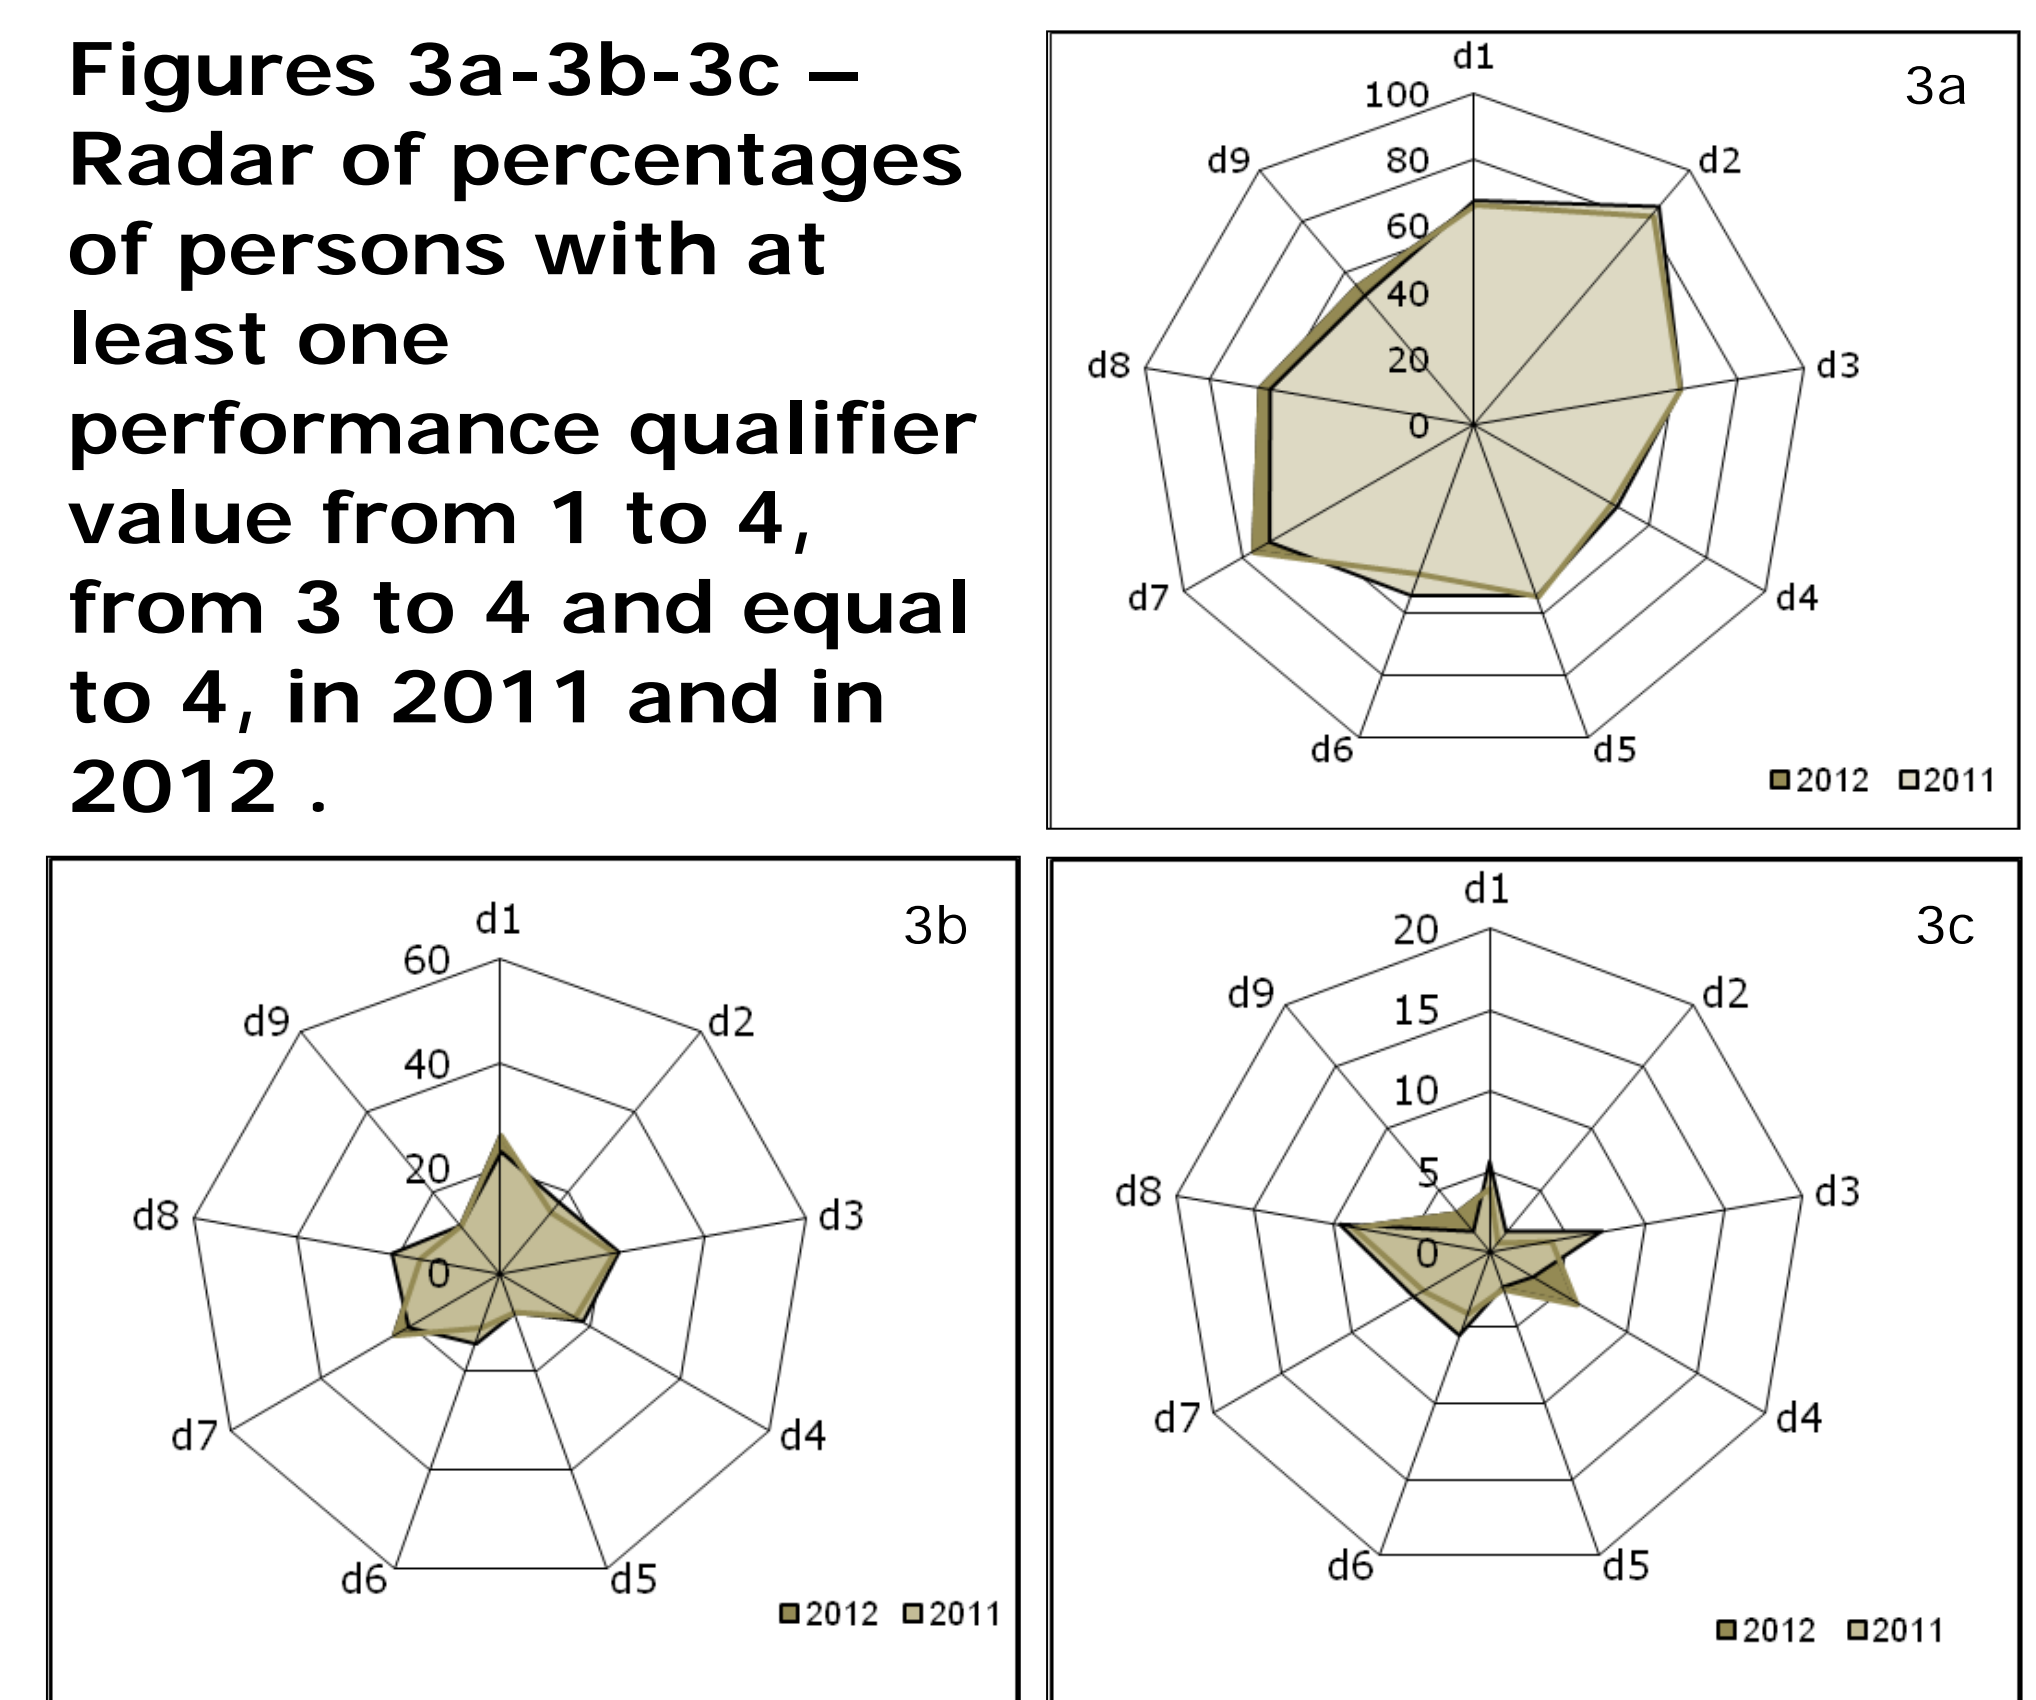 Figures 3a-3b-3c –
Radar of percentages
of persons with at
least one
performance qualifier
value from 1 to 4,
from 3 to 4 and equal
to 4, in 2011 and in
2012 .
3a
d1
100
80
60
40
20
0
d2
d3
d4
d5
d6
d7
d8
d9
2012 2011
3b
d1
60
40
20
0
d2
d3
d4
d5
d6
d7
d8
d9
2012 2011
3c
d1
20
15
10
5
0
d2
d3
d4
d5
d6
d7
d8
d9
2012 2011